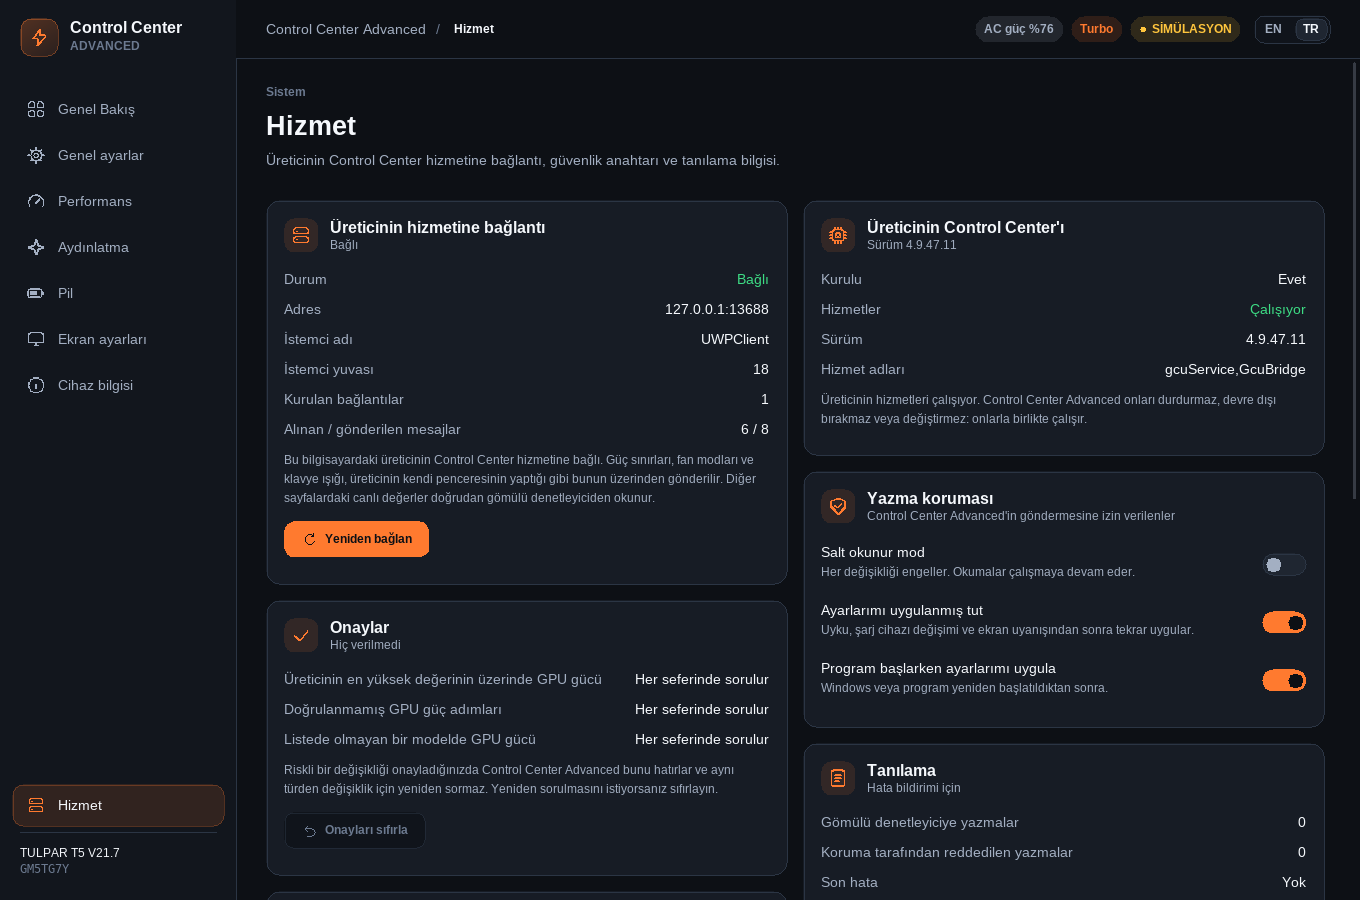 Control Center
ADVANCED
Genel Bakış
Genel ayarlar
Performans
Aydınlatma
Pil
Ekran ayarları
Cihaz bilgisi
Hizmet
TULPAR T5 V21.7
GM5TG7Y
Control Center Advanced / Hizmet
AC güç %76
Turbo
SİMÜLASYON
EN
TR
Sistem
Hizmet
Üreticinin Control Center hizmetine bağlantı, güvenlik anahtarı ve tanılama bilgisi.
Üreticinin hizmetine bağlantı
Bağlı
Durum Bağlı
Adres 127.0.0.1:13688
İstemci adı UWPClient
İstemci yuvası 18
Kurulan bağlantılar 1
Alınan / gönderilen mesajlar 6 / 8
Bu bilgisayardaki üreticinin Control Center hizmetine bağlı. Güç sınırları, fan modları ve
klavye ışığı, üreticinin kendi penceresinin yaptığı gibi bunun üzerinden gönderilir. Diğer
sayfalardaki canlı değerler doğrudan gömülü denetleyiciden okunur.
Yeniden bağlan
Onaylar
Hiç verilmedi
Üreticinin en yüksek değerinin üzerinde GPU gücü Her seferinde sorulur
Doğrulanmamış GPU güç adımları Her seferinde sorulur
Listede olmayan bir modelde GPU gücü Her seferinde sorulur
Riskli bir değişikliği onayladığınızda Control Center Advanced bunu hatırlar ve aynı
türden değişiklik için yeniden sormaz. Yeniden sorulmasını istiyorsanız sıfırlayın.
Onayları sıfırla
Üreticinin Control Center'ı
Sürüm 4.9.47.11
Kurulu Evet
Hizmetler Çalışıyor
Sürüm 4.9.47.11
Hizmet adları gcuService,GcuBridge
Üreticinin hizmetleri çalışıyor. Control Center Advanced onları durdurmaz, devre dışı
bırakmaz veya değiştirmez: onlarla birlikte çalışır.
Yazma koruması
Control Center Advanced'in göndermesine izin verilenler
Salt okunur mod
Her değişikliği engeller. Okumalar çalışmaya devam eder.
Ayarlarımı uygulanmış tut
Uyku, şarj cihazı değişimi ve ekran uyanışından sonra tekrar uygular.
Program başlarken ayarlarımı uygula
Windows veya program yeniden başlatıldıktan sonra.
Tanılama
Hata bildirimi için
Gömülü denetleyiciye yazmalar 0
Koruma tarafından reddedilen yazmalar 0
Son hata Yok